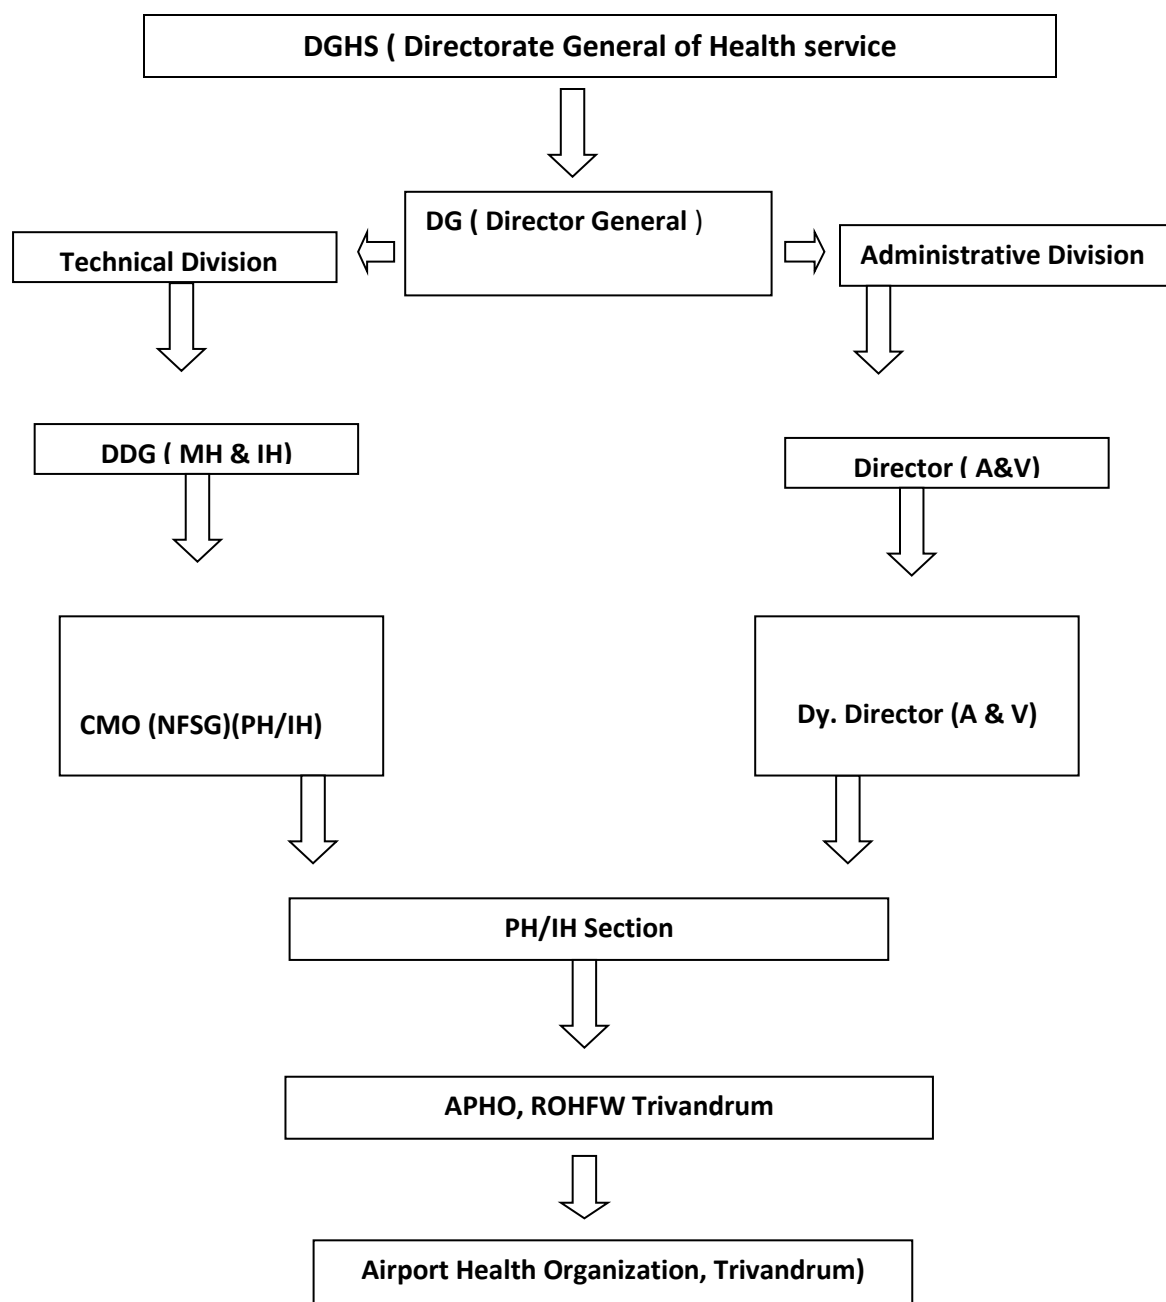 DGHS ( Directorate General of Health service
DG ( Director General )
Technical Division
Administrative Division
DDG ( MH & IH)
Director ( A&V)
CMO (NFSG)(PH/IH)
Dy. Director (A & V)
PH/IH Section
APHO, ROHFW Trivandrum
Airport Health Organization, Trivandrum)